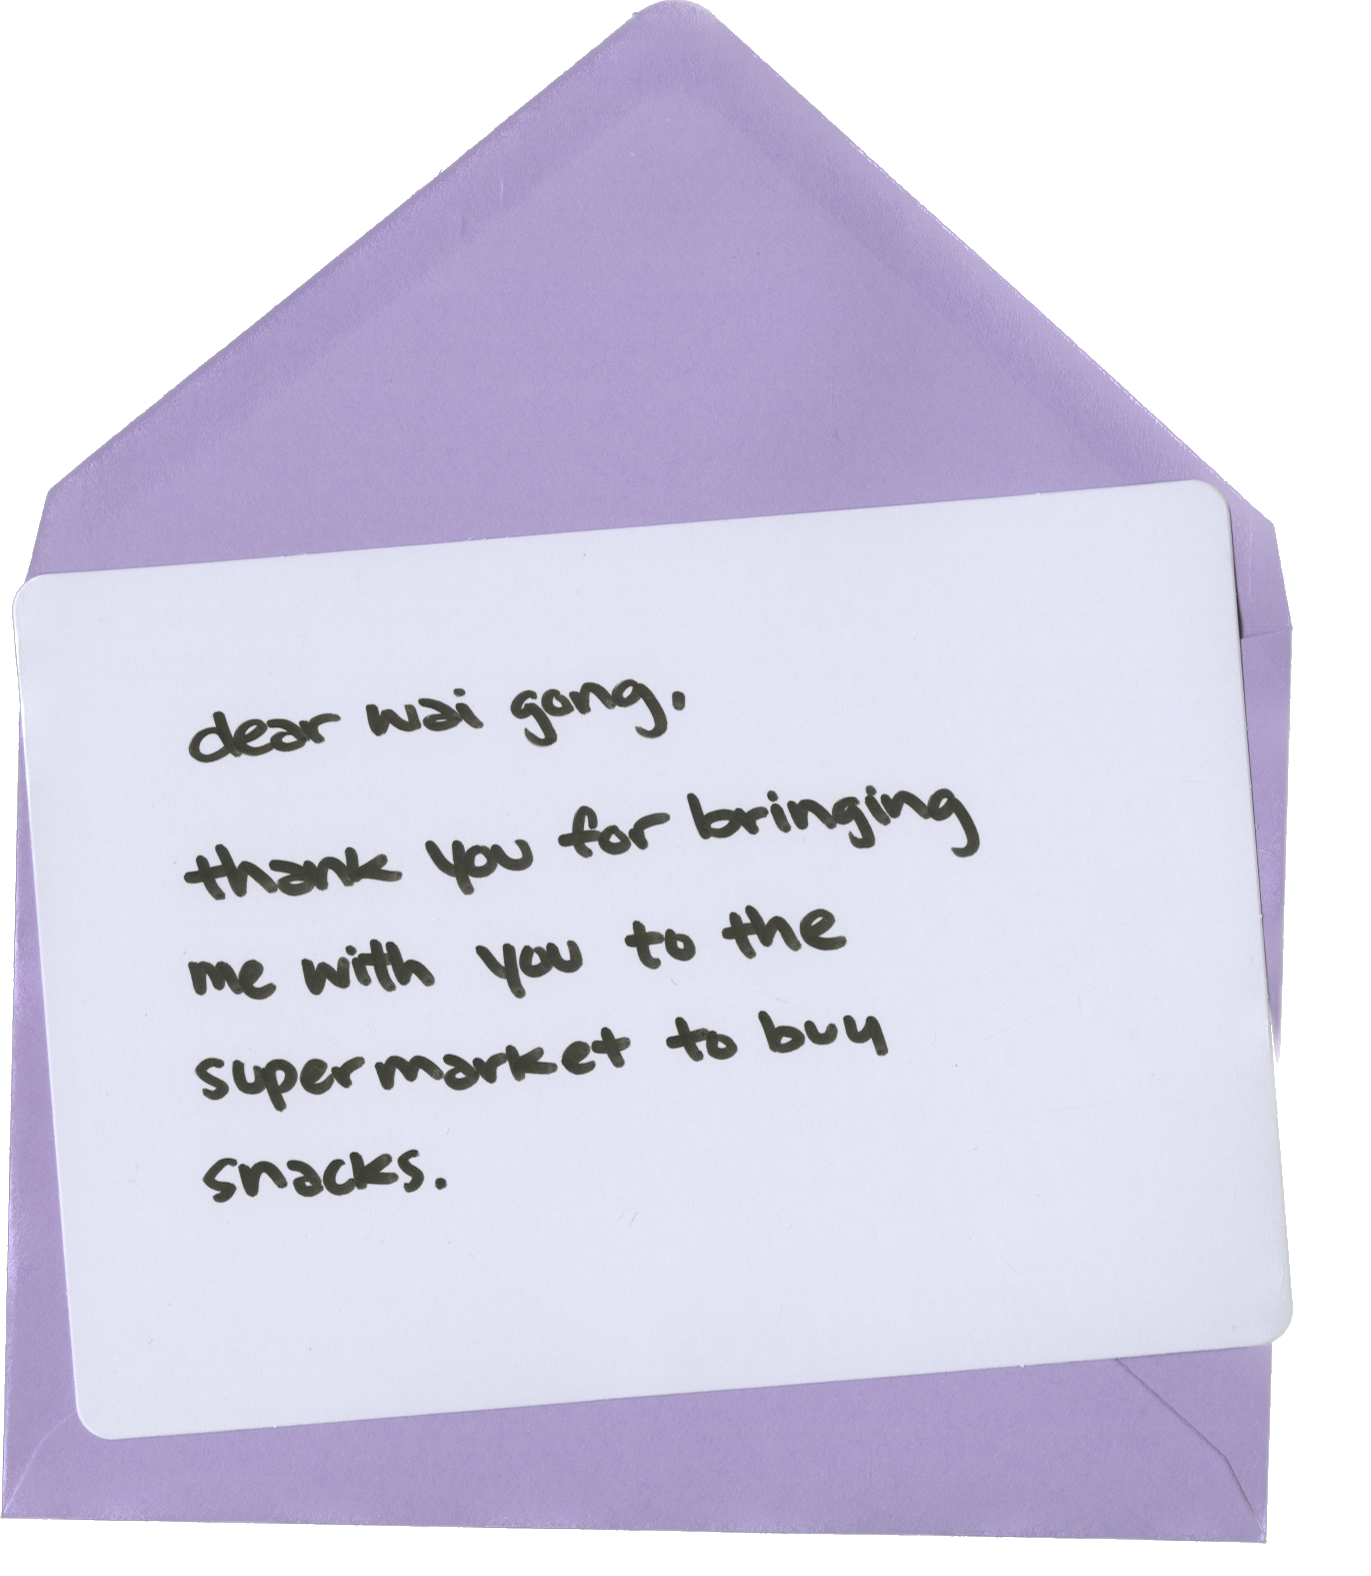 dear wai gong,
thank you for bringing
me with you to the
supermarket to buy
snacks.